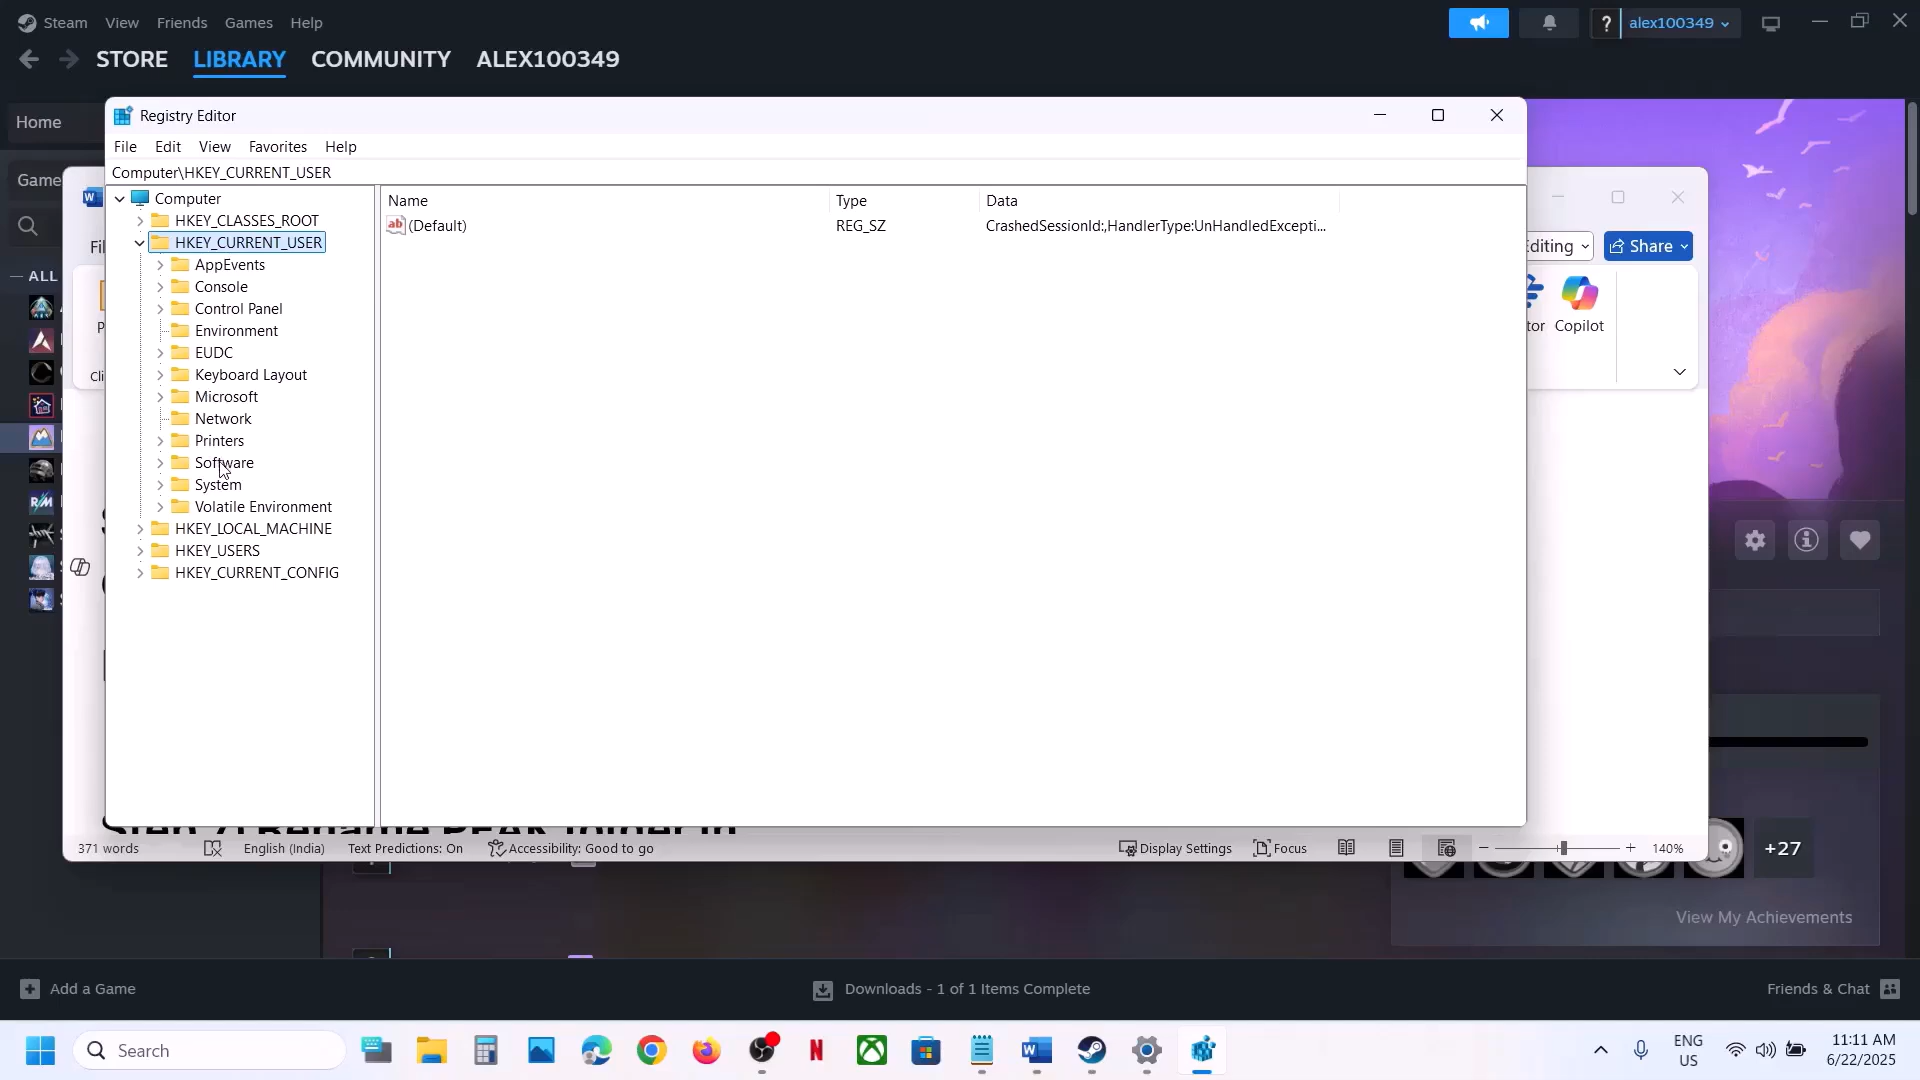 Steam View Friends Games Help
alex100349
STORE LIBRARY COMMUNITY ALEX100349
Home
Registry Editor
File Edit View Favorites Help
Computer\HKEY_CURRENT_USER
Computer
HKEY_CLASSES_ROOT
HKEY_CURRENT_USER
AppEvents
Console
Control Panel
Environment
EUDC
Keyboard Layout
Microsoft
Network
Printers
Software
System
Volatile Environment
HKEY_LOCAL_MACHINE
HKEY_USERS
HKEY_CURRENT_CONFIG
Name Type Data
(Default) REG_SZ CrashedSessionId:,HandlerType:UnHandledExcepti...
Game
ALL
Editing Share
Copilot
371 words English (India) Text Predictions: On Accessibility: Good to go Display Settings Focus 140%
+27
View My Achievements
Add a Game Downloads - 1 of 1 Items Complete Friends & Chat
Search
ENG
US
11:11 AM
6/22/2025